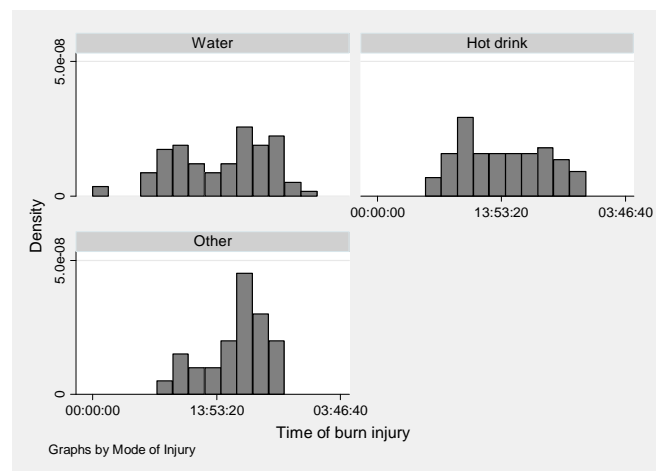 Water
Hot drink
5.0e-08
0
00:00:00 13:53:20 03:46:40
Density
Other
5.0e-08
0
00:00:00 13:53:20 03:46:40
Time of burn injury
Graphs by Mode of Injury